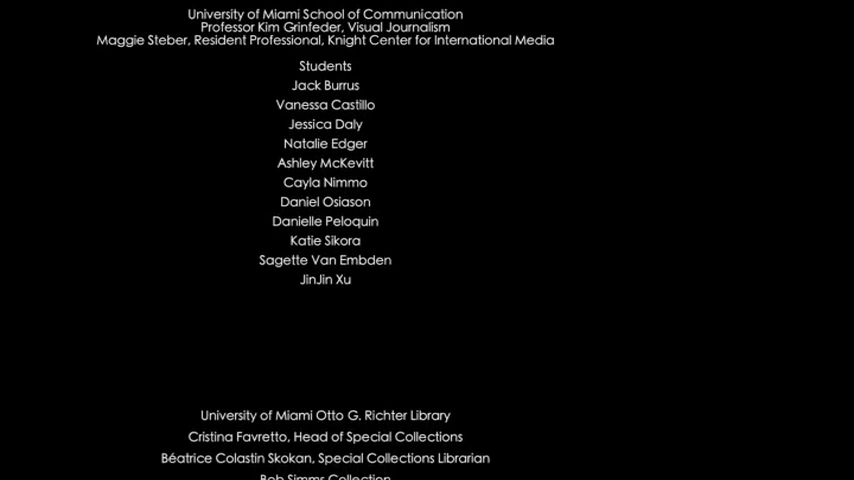 University of Miami School of Communication
Professor Kim Grinfeder, Visual Journalism
Maggie Steber, Resident Professional, Knight Center for International Media
Students
Jack Burrus
Vanessa Castillo
Jessica Daly
Natalie Edger
Ashley McKevitt
Cayla Nimmo
Daniel Osiason
Danielle Peloquin
Katie Sikora
Sagette Van Embden
JinJin Xu
University of Miami Otto G. Richter Library
Cristina Favretto, Head of Special Collections
Béatrice Colastin Skokan, Special Collections Librarian
Bob Simms Collection